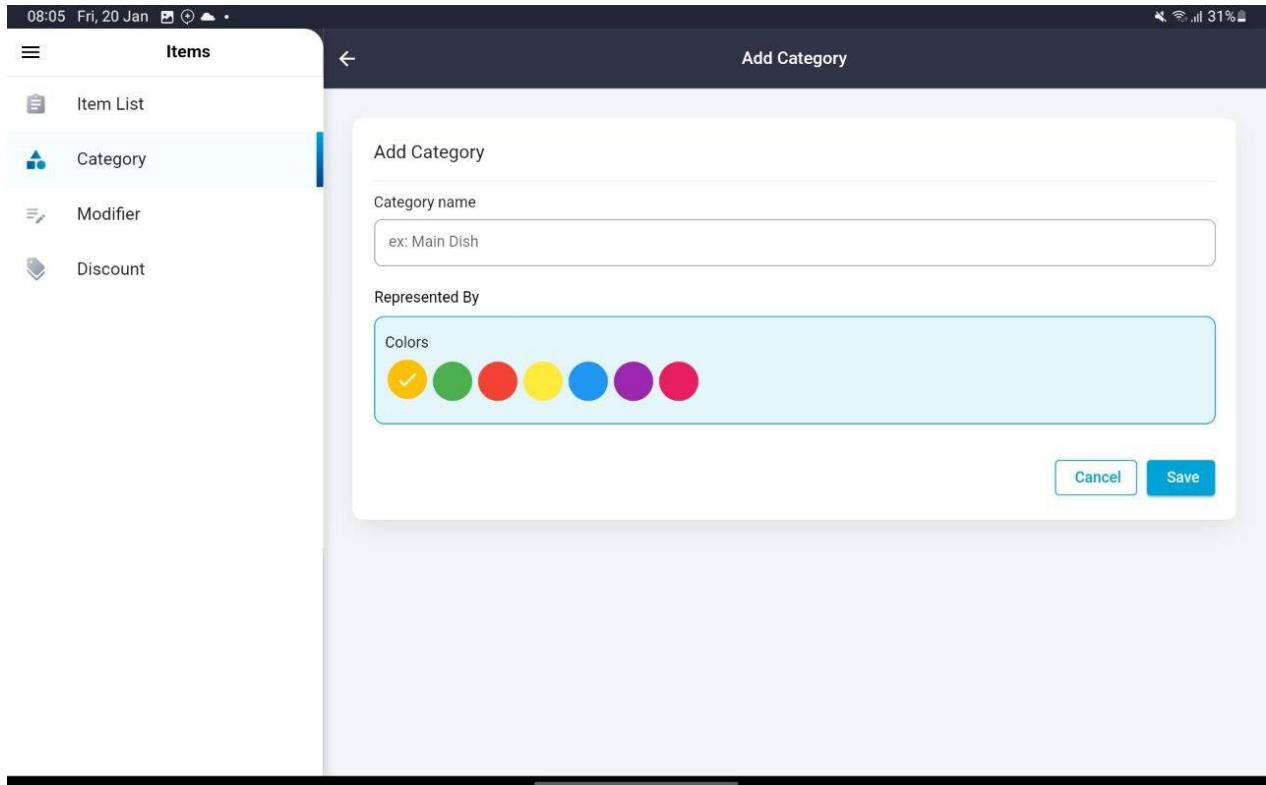 08:05 Fri, 20 Jan
31%
Items
Add Category
Item List
Category
Modifier
Discount
Add Category
Category name
ex: Main Dish
Represented By
Colors
Cancel
Save